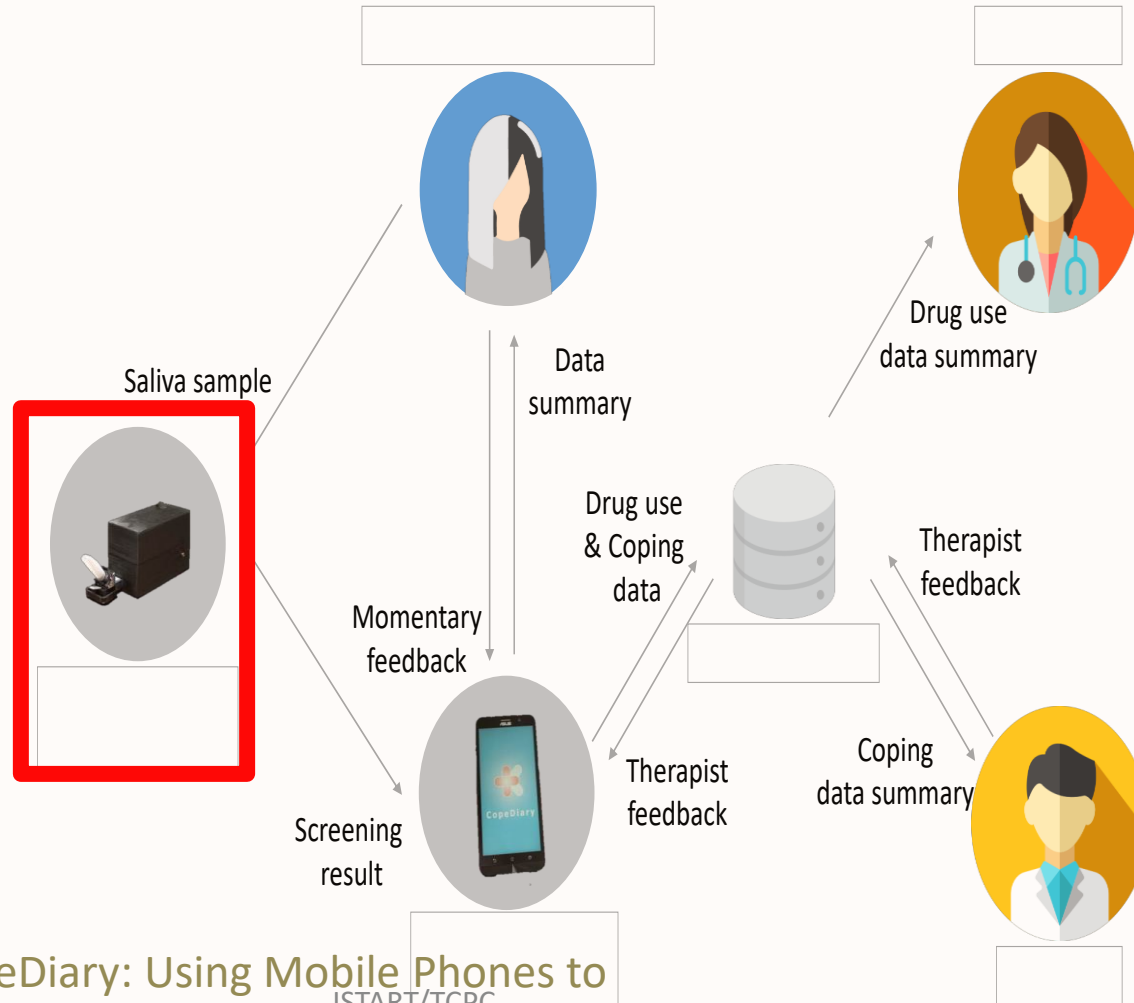 Saliva sample
Data
summary
Drug use
data summary
Drug use
& Coping
data
Therapist
feedback
Momentary
feedback
CopeDiary
Therapist
feedback
Coping
data summary
Screening
result
eDiary: Using Mobile Phones to